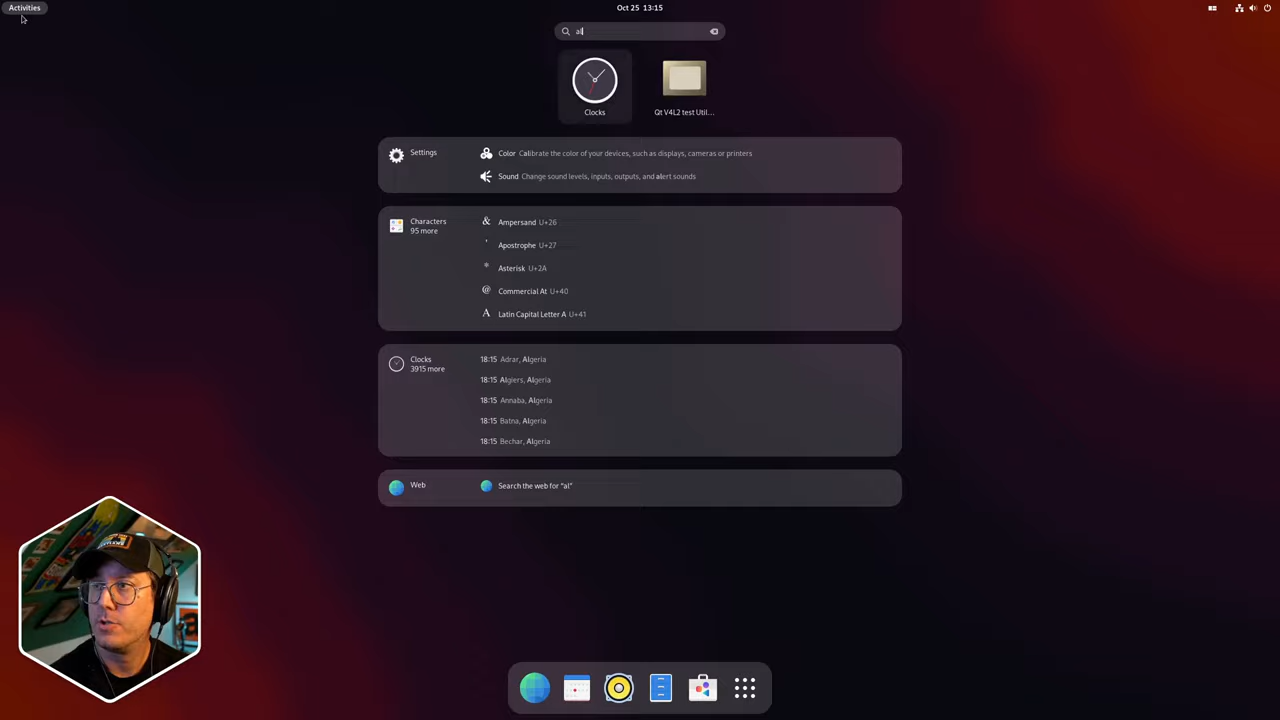 Activities
Oct 25 13:15
al
Clocks
Qt V4L2 test Util...
Settings
Color Calibrate the color of your devices, such as displays, cameras or printers
Sound Change sound levels, inputs, outputs, and alert sounds
Characters
95 more
& Ampersand U+26
' Apostrophe U+27
* Asterisk U+2A
@ Commercial At U+40
A Latin Capital Letter A U+41
Clocks
3915 more
18:15 Adrar, Algeria
18:15 Algiers, Algeria
18:15 Annaba, Algeria
18:15 Batna, Algeria
18:15 Bechar, Algeria
Web
Search the web for “al”